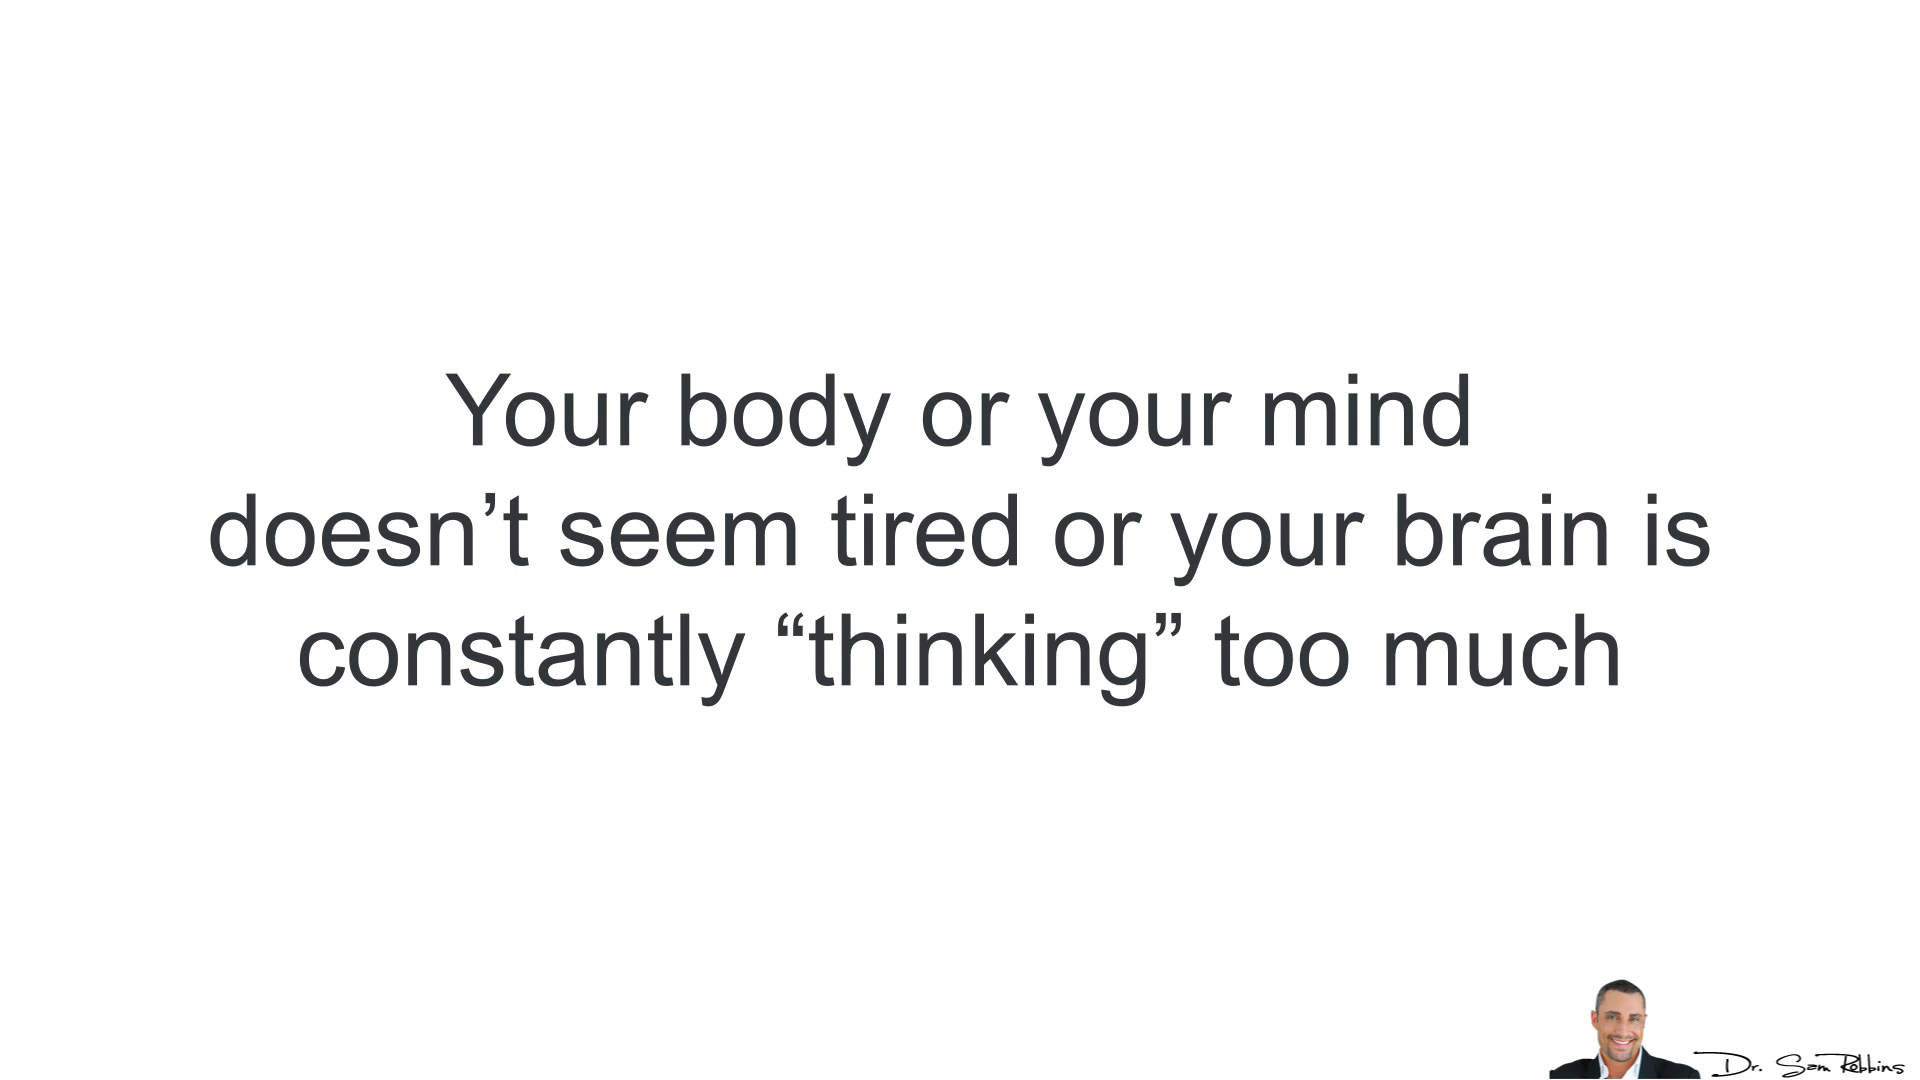 Your body or your mind
doesn’t seem tired or your brain is
constantly “thinking” too much
Dr. Sam Robbins